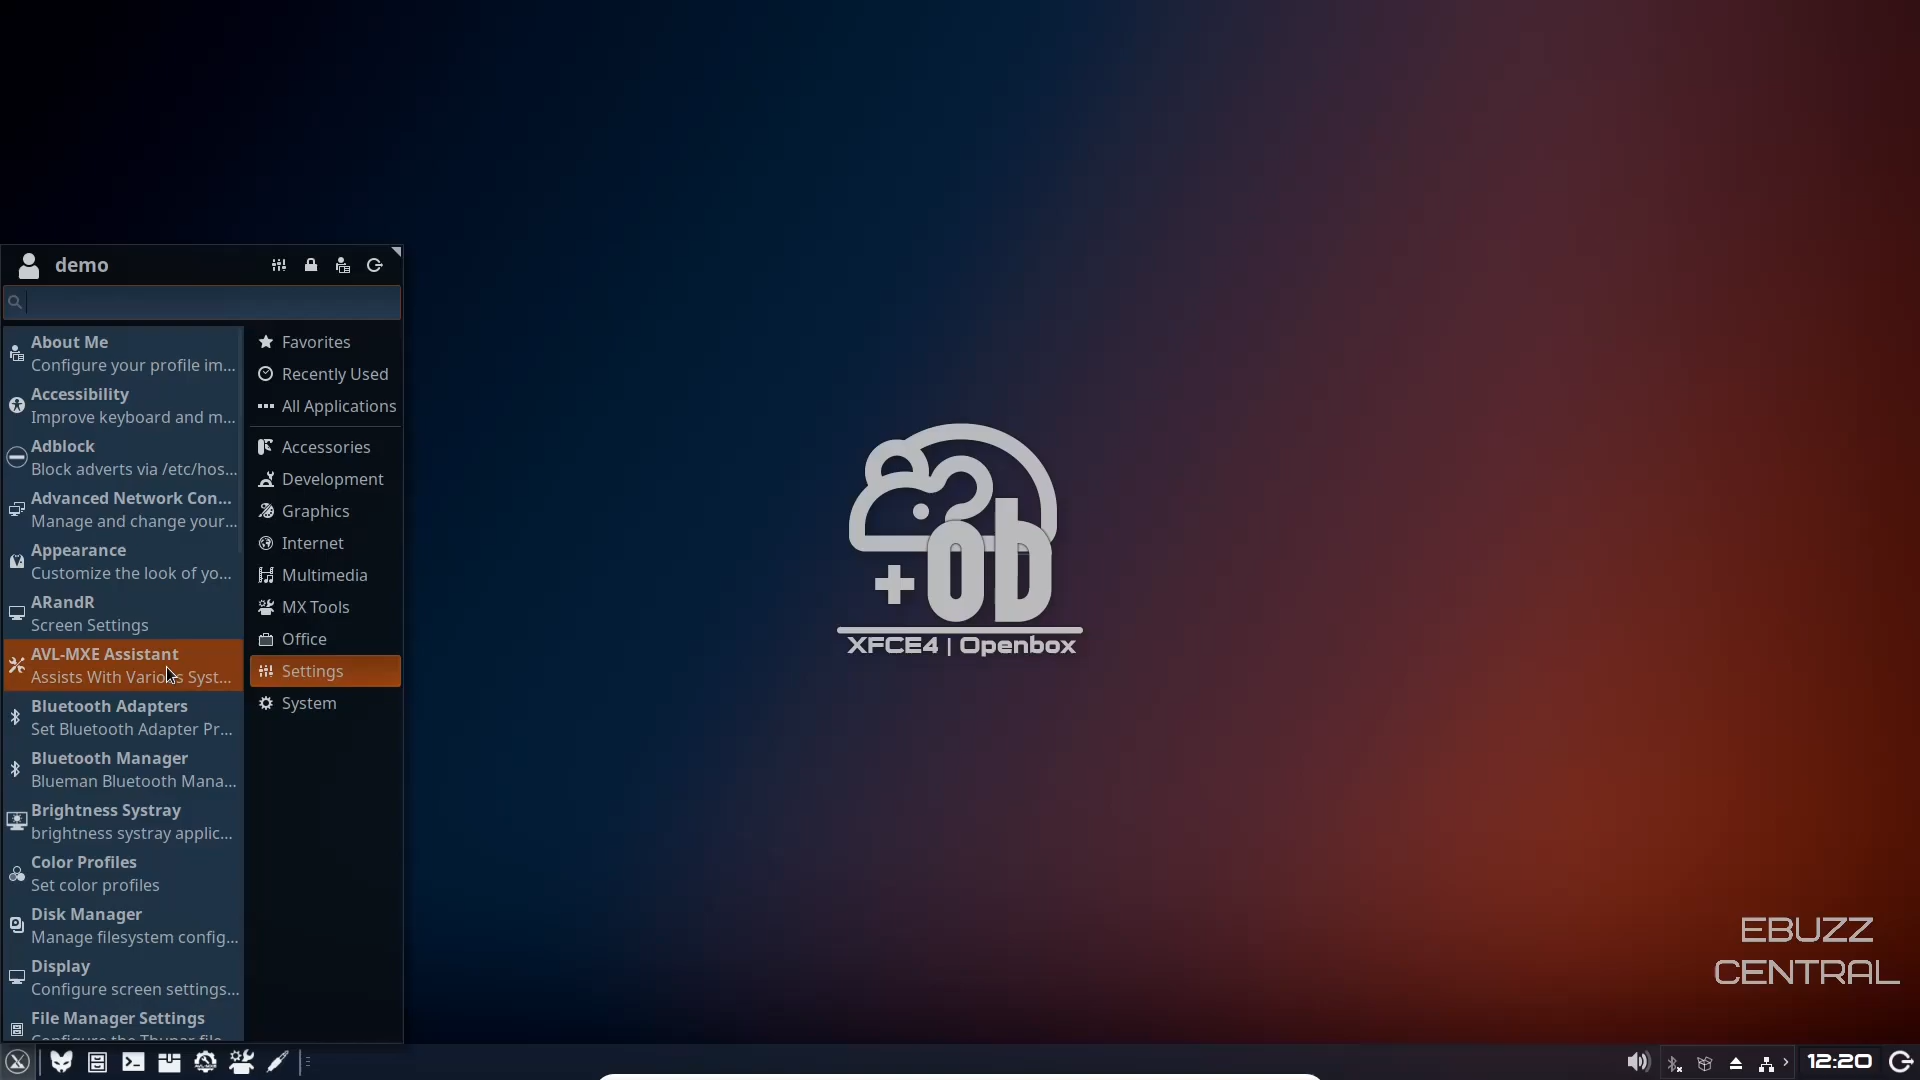 demo
About Me
Configure your profile im...
Accessibility
Improve keyboard and m...
Adblock
Block adverts via /etc/hos...
Advanced Network Con...
Manage and change your...
Appearance
Customize the look of yo...
ARandR
Screen Settings
AVL-MXE Assistant
Assists With Various Syst...
Bluetooth Adapters
Set Bluetooth Adapter Pr...
Bluetooth Manager
Blueman Bluetooth Mana...
Brightness Systray
brightness systray applic...
Color Profiles
Set color profiles
Disk Manager
Manage filesystem config...
Display
Configure screen settings...
File Manager Settings
Favorites
Recently Used
All Applications
Accessories
Development
Graphics
Internet
Multimedia
MX Tools
Office
Settings
System
+ob
XFCE4 | Openbox
EBUZZ
CENTRAL
12:20